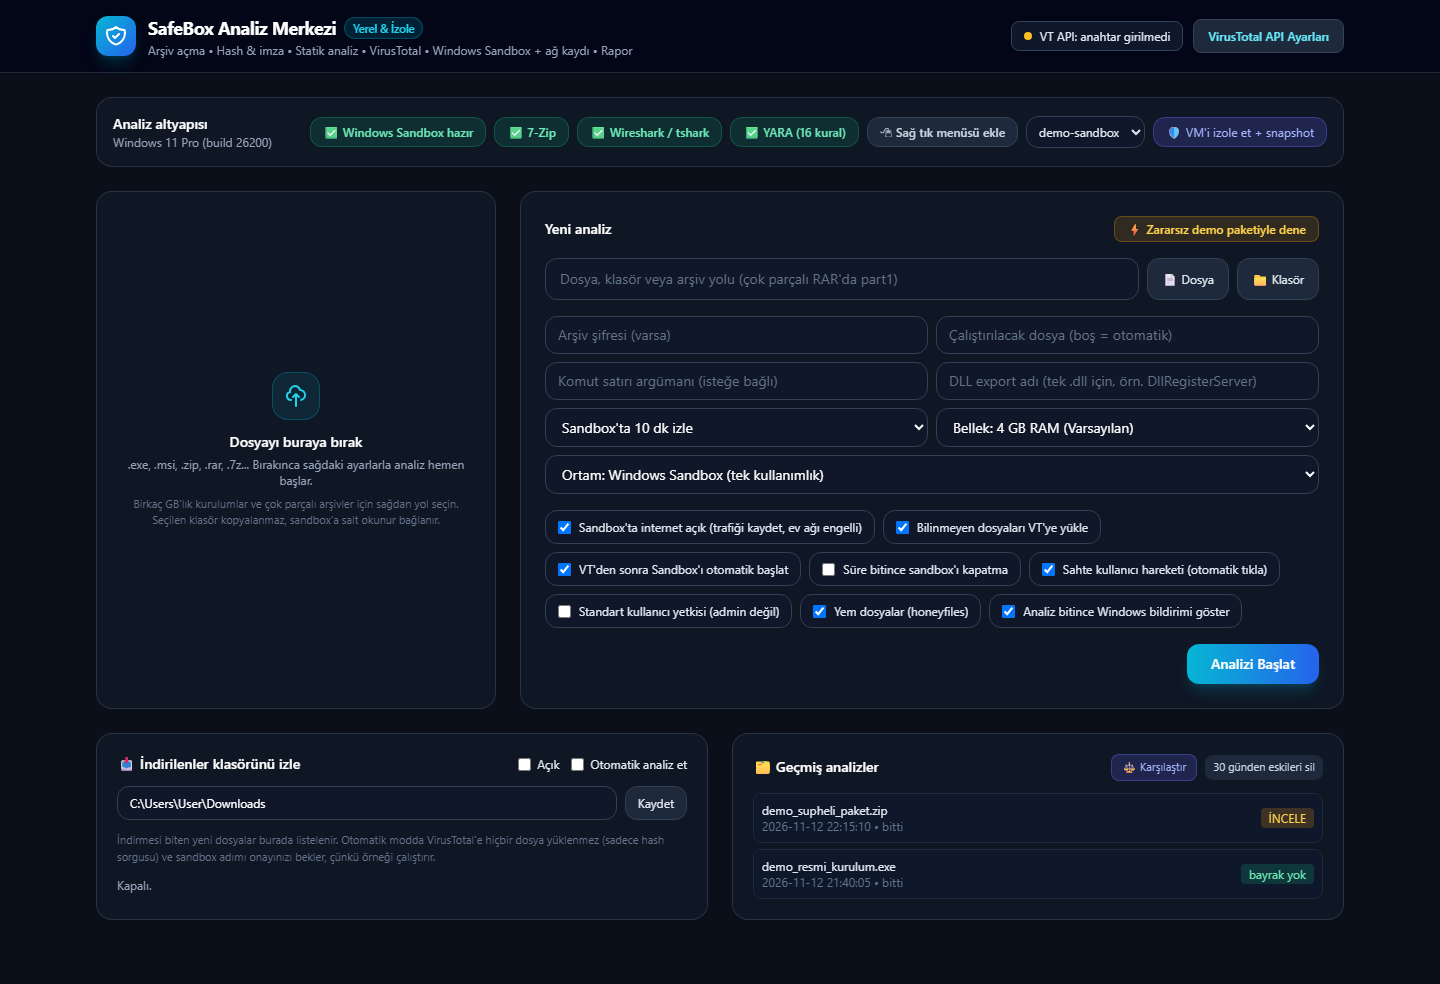 SafeBox Analiz Merkezi
Yerel & İzole
Arşiv açma • Hash & imza • Statik analiz • VirusTotal • Windows Sandbox + ağ kaydı • Rapor
VT API: anahtar girilmedi
VirusTotal API Ayarları
Analiz altyapısı
Windows 11 Pro (build 26200)
Windows Sandbox hazır
7-Zip
Wireshark / tshark
YARA (16 kural)
Sağ tık menüsü ekle
demo-sandbox
VM'i izole et + snapshot
Dosyayı buraya bırak
.exe, .msi, .zip, .rar, .7z... Bırakınca sağdaki ayarlarla analiz hemen
başlar.
Birkaç GB'lık kurulumlar ve çok parçalı arşivler için sağdan yol seçin.
Seçilen klasör kopyalanmaz, sandbox'a salt okunur bağlanır.
Yeni analiz
Zararsız demo paketiyle dene
Dosya, klasör veya arşiv yolu (çok parçalı RAR'da part1)
Dosya
Klasör
Arşiv şifresi (varsa)
Çalıştırılacak dosya (boş = otomatik)
Komut satırı argümanı (isteğe bağlı)
DLL export adı (tek .dll için, örn. DllRegisterServer)
Sandbox'ta 10 dk izle
Bellek: 4 GB RAM (Varsayılan)
Ortam: Windows Sandbox (tek kullanımlık)
Sandbox'ta internet açık (trafiği kaydet, ev ağı engelli)
Bilinmeyen dosyaları VT'ye yükle
VT'den sonra Sandbox'ı otomatik başlat
Süre bitince sandbox'ı kapatma
Sahte kullanıcı hareketi (otomatik tıkla)
Standart kullanıcı yetkisi (admin değil)
Yem dosyalar (honeyfiles)
Analiz bitince Windows bildirimi göster
Analizi Başlat
İndirilenler klasörünü izle
Açık
Otomatik analiz et
C:\Users\User\Downloads
Kaydet
İndirmesi biten yeni dosyalar burada listelenir. Otomatik modda VirusTotal'e hiçbir dosya yüklenmez (sadece hash
sorgusu) ve sandbox adımı onayınızı bekler, çünkü örneği çalıştırır.
Kapalı.
Geçmiş analizler
Karşılaştır
30 günden eskileri sil
demo_supheli_paket.zip
2026-11-12 22:15:10 • bitti
İNCELE
demo_resmi_kurulum.exe
2026-11-12 21:40:05 • bitti
bayrak yok